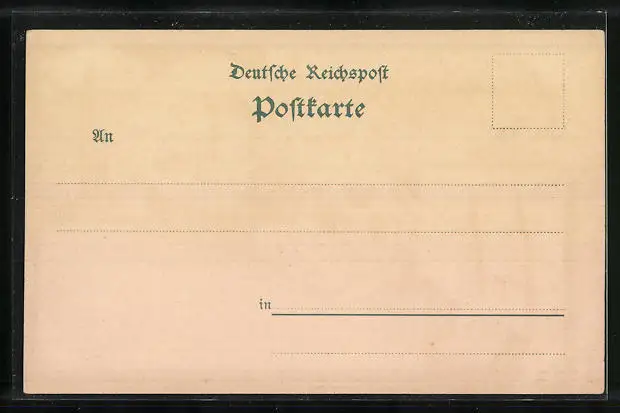 Deutſche Reichspoſt
Poſtkarte
An
in